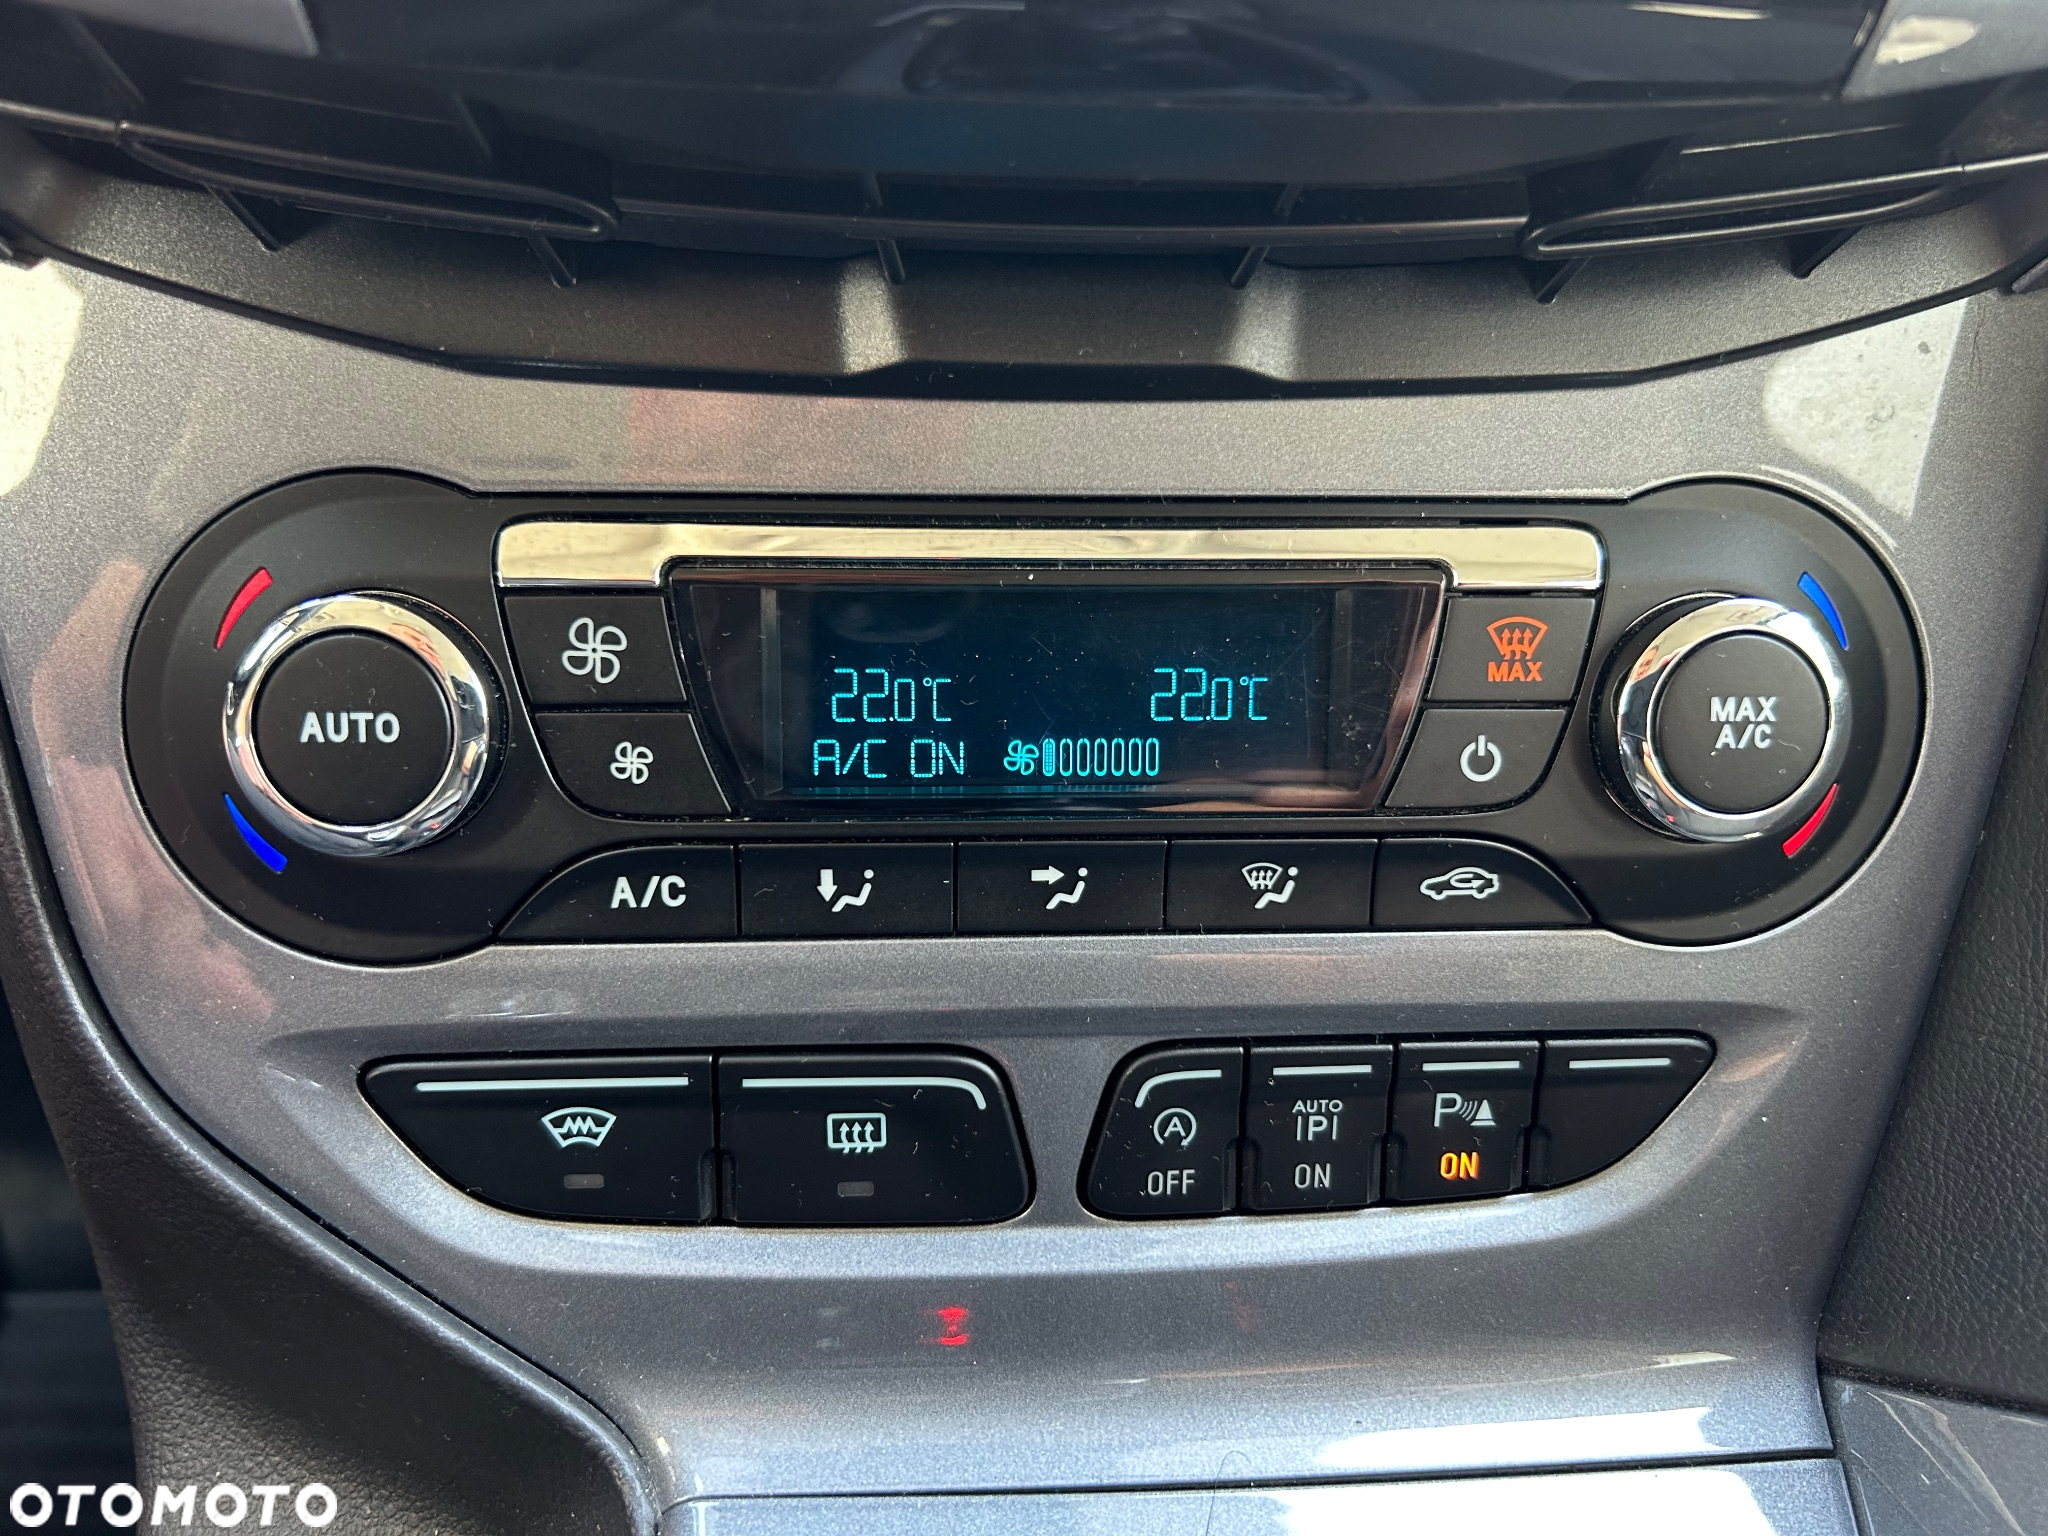 AUTO
22.0°C 22.0°C
A/C ON
MAX
MAX
A/C
A/C
A
OFF
AUTO
IPI
ON
P
ON
OTOMOTO